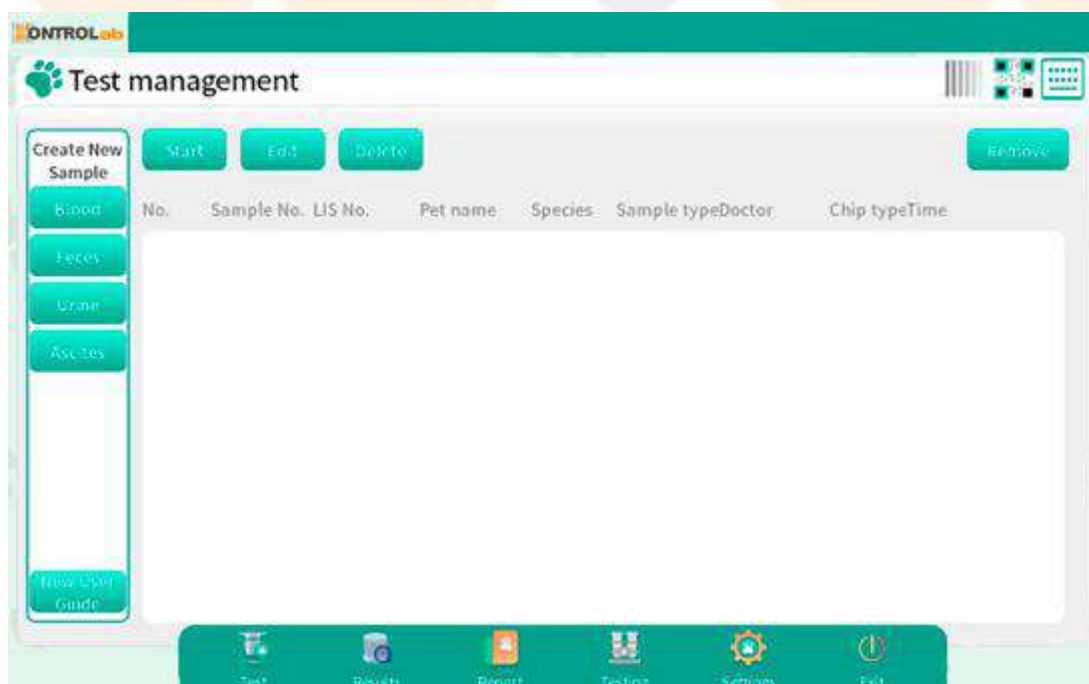 KONTROLab
Test management
Create New
Sample
Start
Edit
Delete
Remove
Blood
Feces
Urine
Ascites
New User
Guide
No. Sample No. LIS No. Pet name Species Sample typeDoctor Chip typeTime
Test Results Report Testing Settings Exit